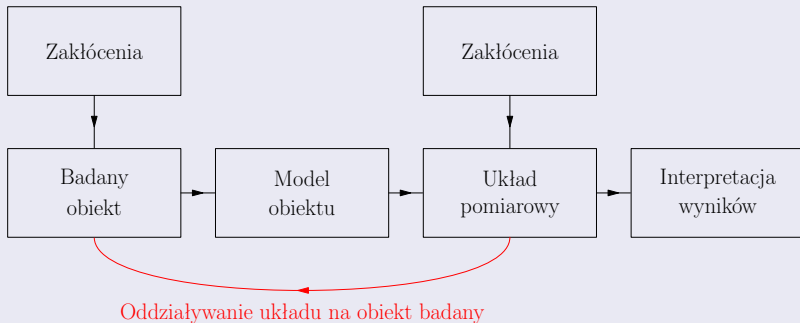 Zakłócenia
Zakłócenia
Badany
obiekt
Model
obiektu
Układ
pomiarowy
Interpretacja
wyników
Oddziaływanie układu na obiekt badany